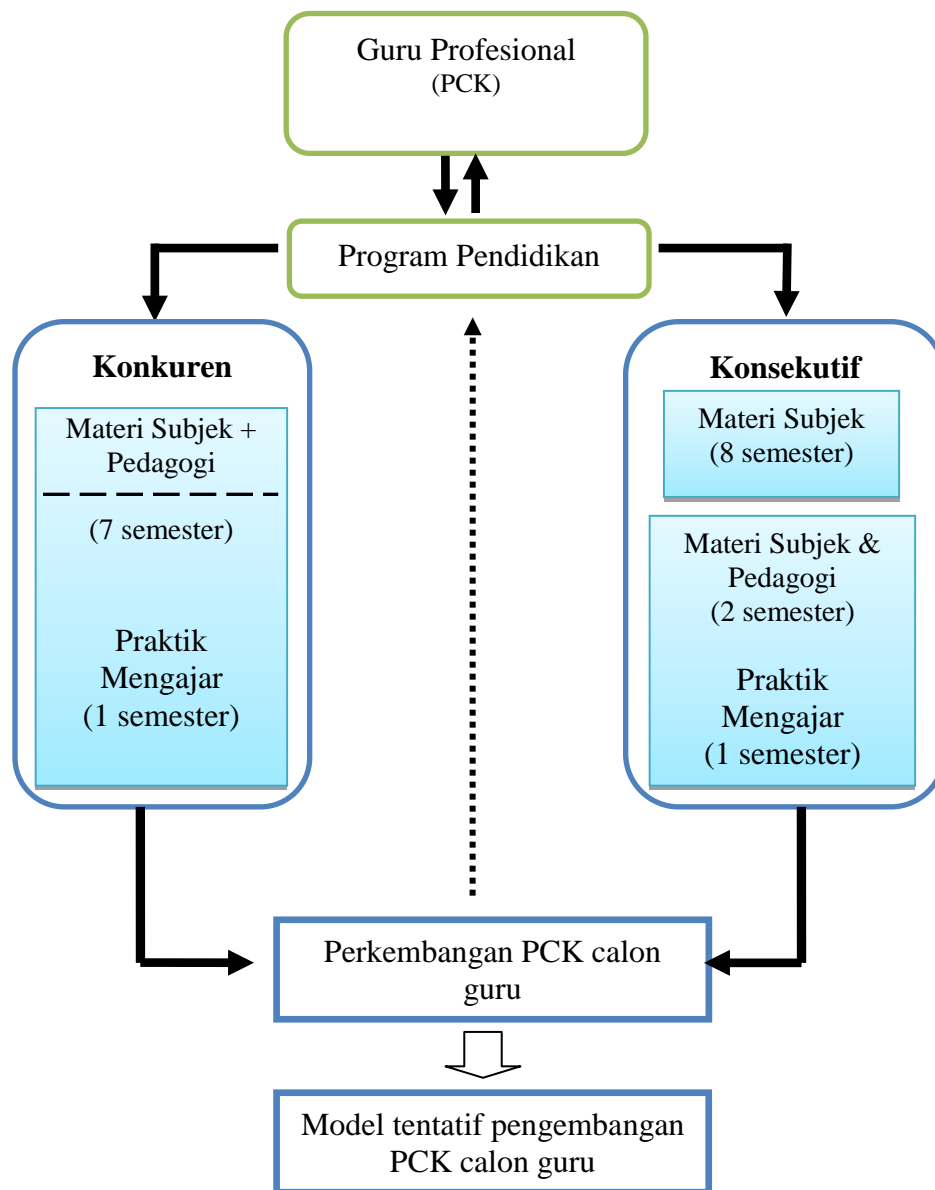 Guru Profesional
(PCK)
Program Pendidikan
Konkuren
Materi Subjek +
Pedagogi
(7 semester)
Praktik
Mengajar
(1 semester)
Konsekutif
Materi Subjek
(8 semester)
Materi Subjek &
Pedagogi
(2 semester)
Praktik
Mengajar
(1 semester)
Perkembangan PCK calon
guru
Model tentatif pengembangan
PCK calon guru